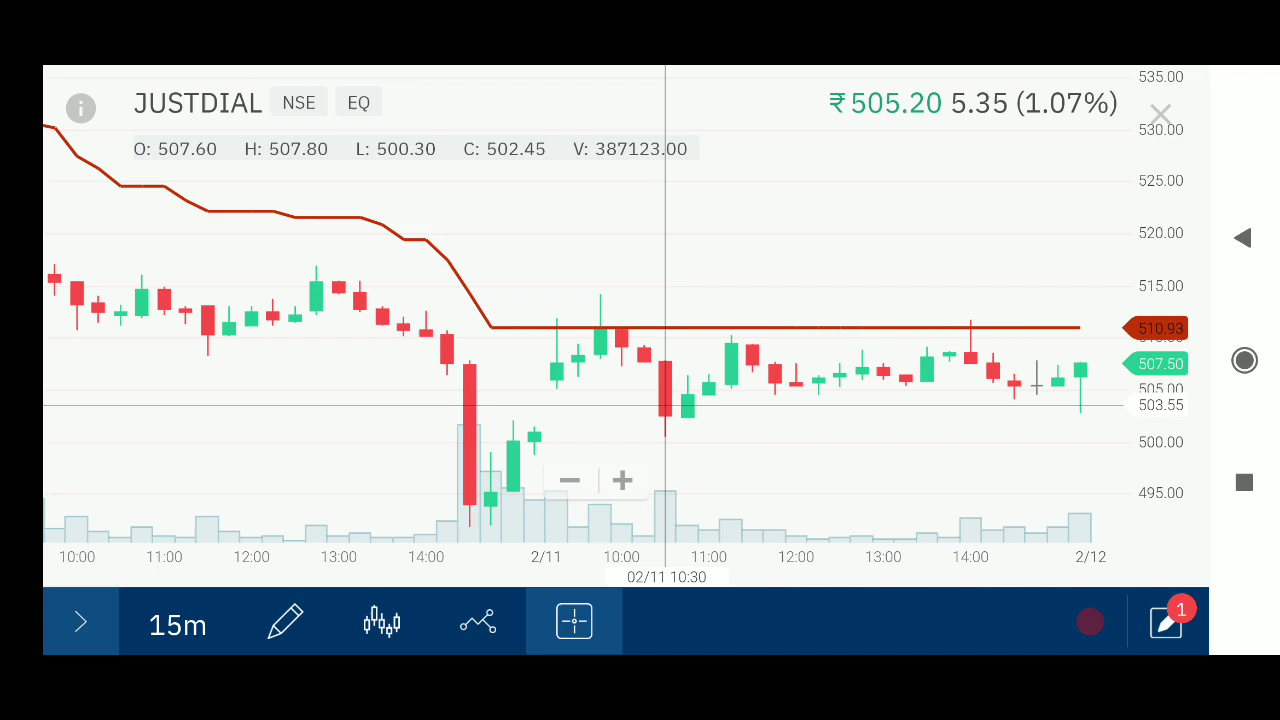 JUSTDIAL NSE EQ
₹505.20 5.35 (1.07%)
O: 507.60 H: 507.80 L: 500.30 C: 502.45 V: 387123.00
535.00
530.00
525.00
520.00
515.00
510.93
510.00
507.50
505.00
503.55
500.00
495.00
10:00 11:00 12:00 13:00 14:00 2/11 10:00 11:00 12:00 13:00 14:00 2/12
02/11 10:30
15m
1